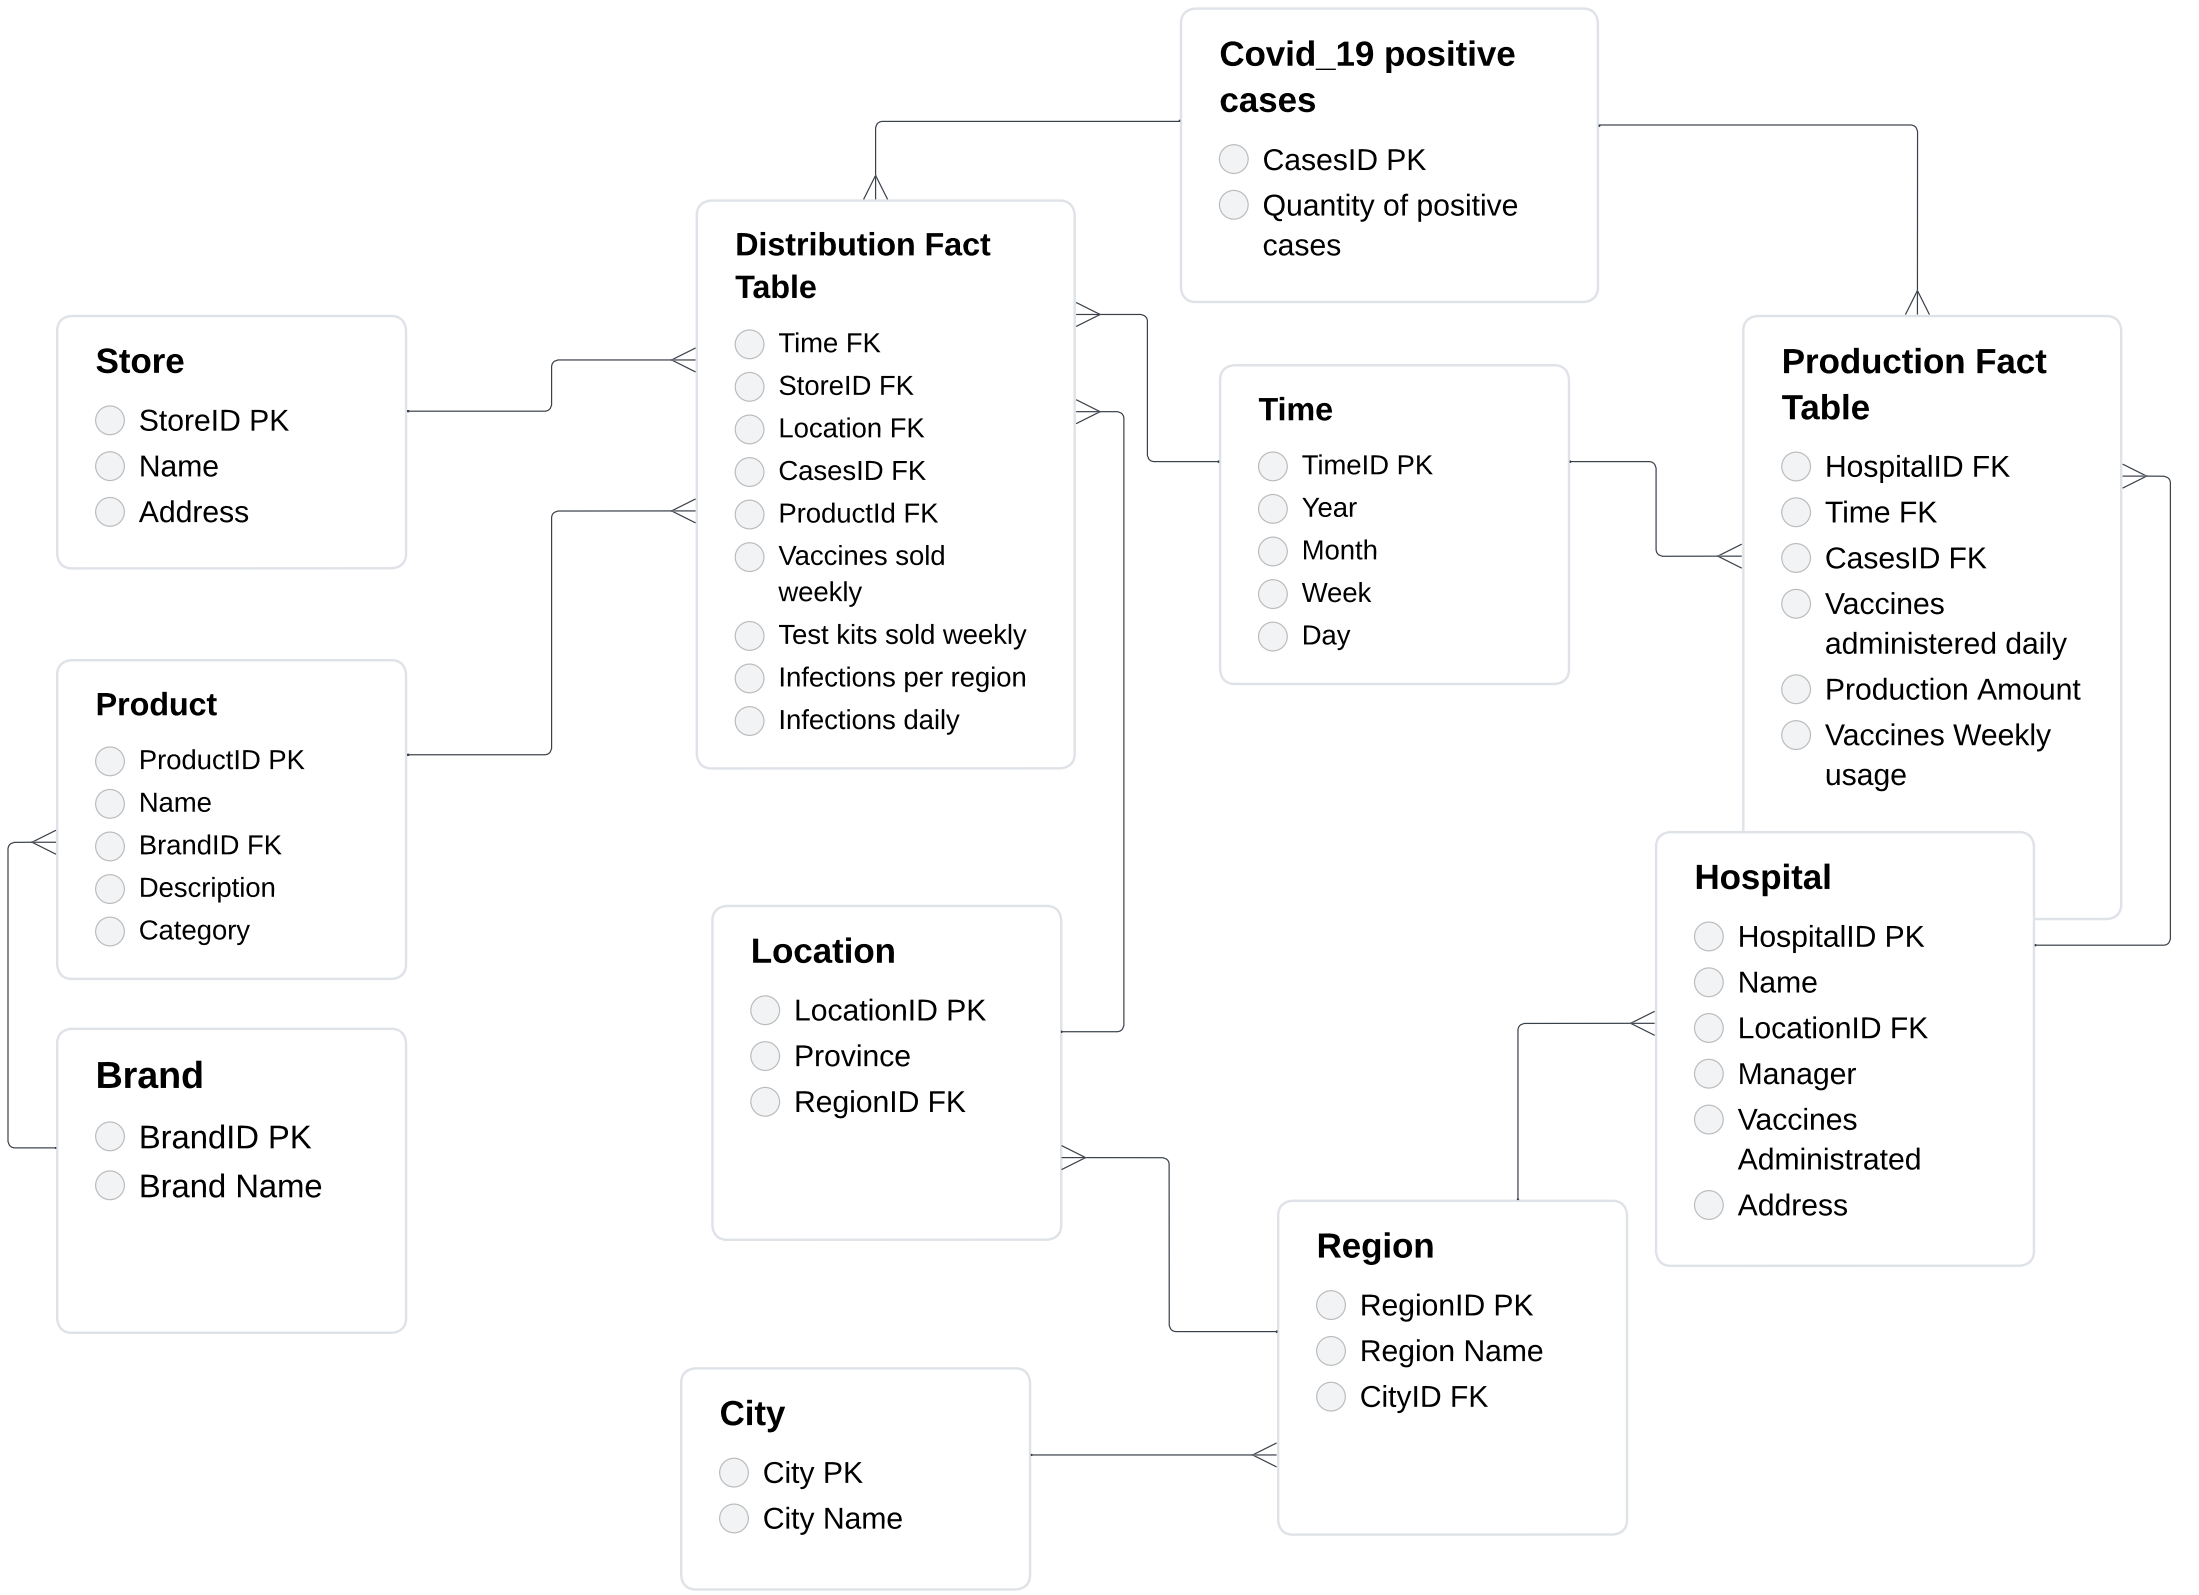 Covid_19 positive
cases
CasesID PK
Quantity of positive
cases
Distribution Fact
Table
Time FK
StoreID FK
Location FK
CasesID FK
ProductId FK
Vaccines sold
weekly
Test kits sold weekly
Infections per region
Infections daily
Store
StoreID PK
Name
Address
Time
TimeID PK
Year
Month
Week
Day
Production Fact
Table
HospitalID FK
Time FK
CasesID FK
Vaccines
administered daily
Production Amount
Vaccines Weekly
usage
Product
ProductID PK
Name
BrandID FK
Description
Category
Hospital
HospitalID PK
Name
LocationID FK
Manager
Vaccines
Administrated
Address
Location
LocationID PK
Province
RegionID FK
Brand
BrandID PK
Brand Name
Region
RegionID PK
Region Name
CityID FK
City
City PK
City Name